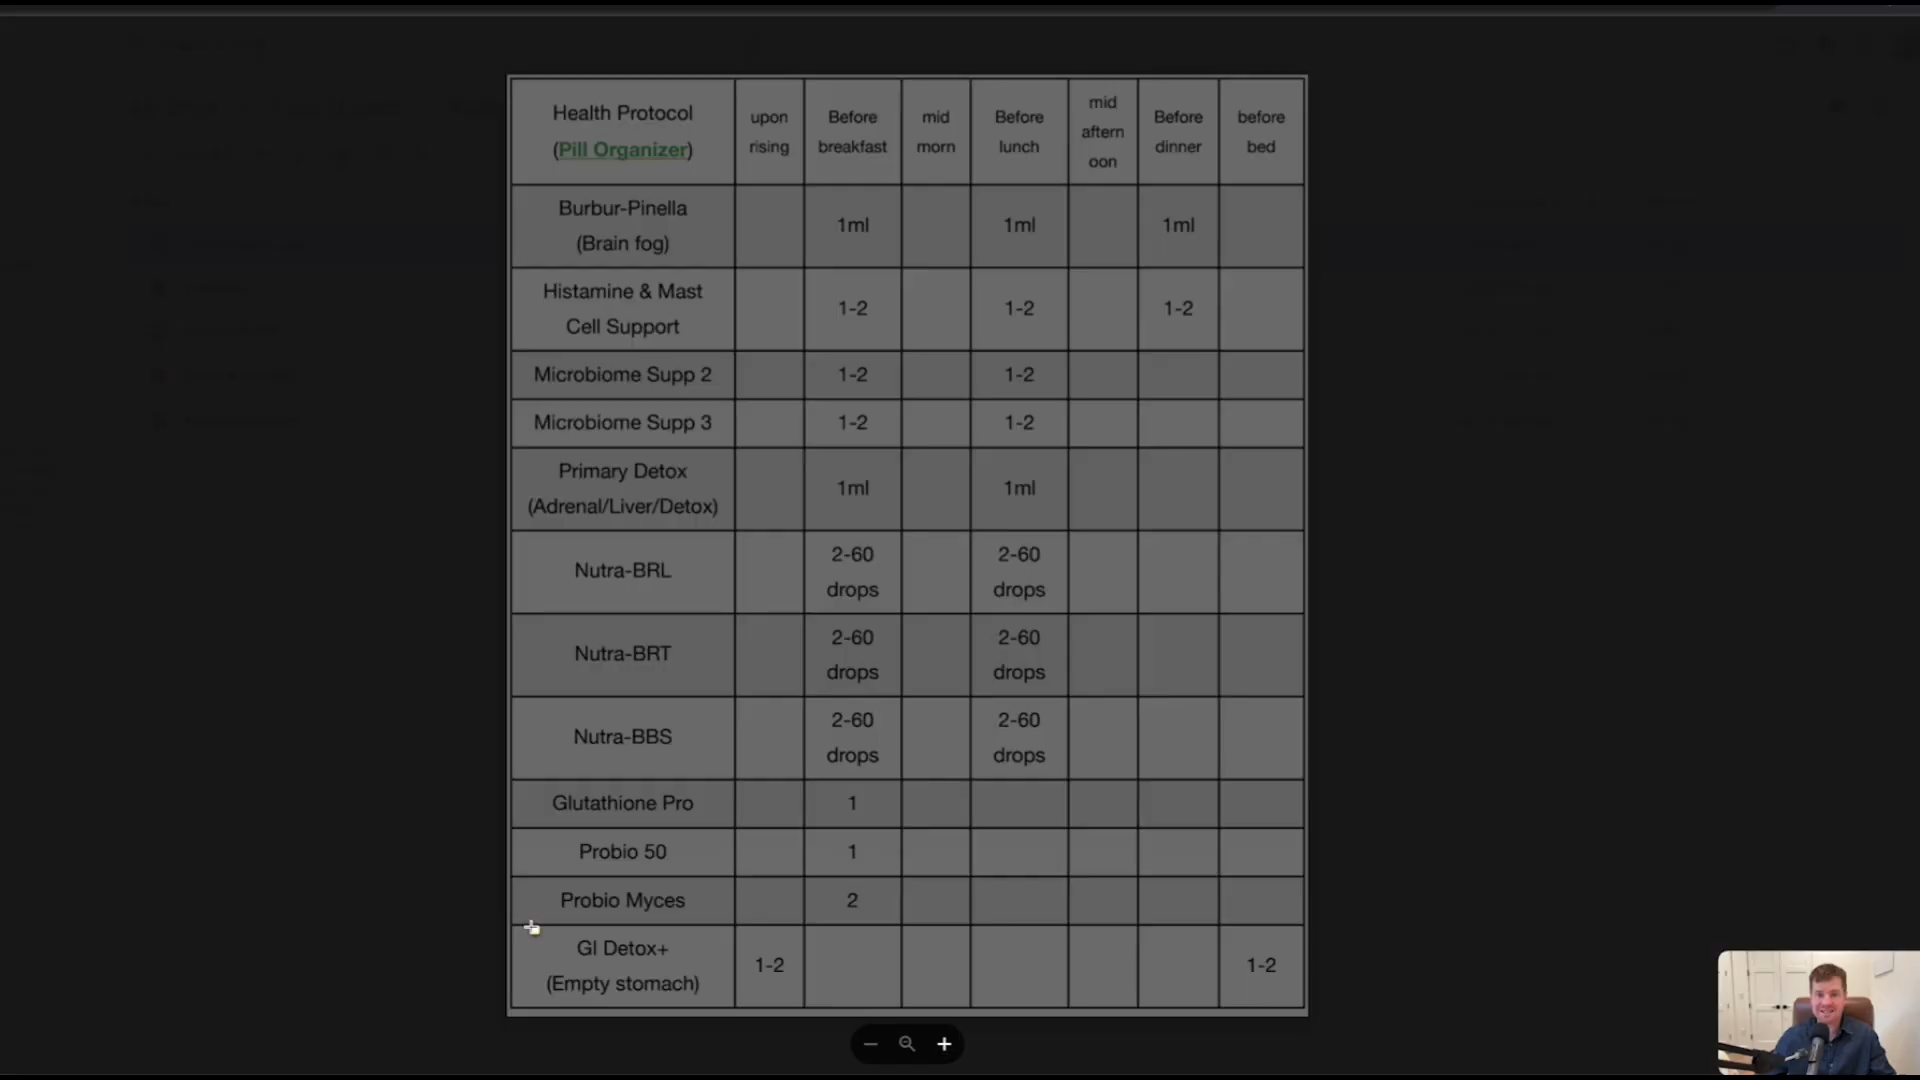 Health Protocol
(Pill Organizer)
upon
rising
Before
breakfast
mid
morn
Before
lunch
mid
aftern
oon
Before
dinner
before
bed
Burbur-Pinella
(Brain fog)
1ml
1ml
1ml
Histamine & Mast
Cell Support
1-2
1-2
1-2
Microbiome Supp 2
1-2
1-2
Microbiome Supp 3
1-2
1-2
Primary Detox
(Adrenal/Liver/Detox)
1ml
1ml
Nutra-BRL
2-60
drops
2-60
drops
Nutra-BRT
2-60
drops
2-60
drops
Nutra-BBS
2-60
drops
2-60
drops
Glutathione Pro
1
Probio 50
1
Probio Myces
2
GI Detox+
(Empty stomach)
1-2
1-2